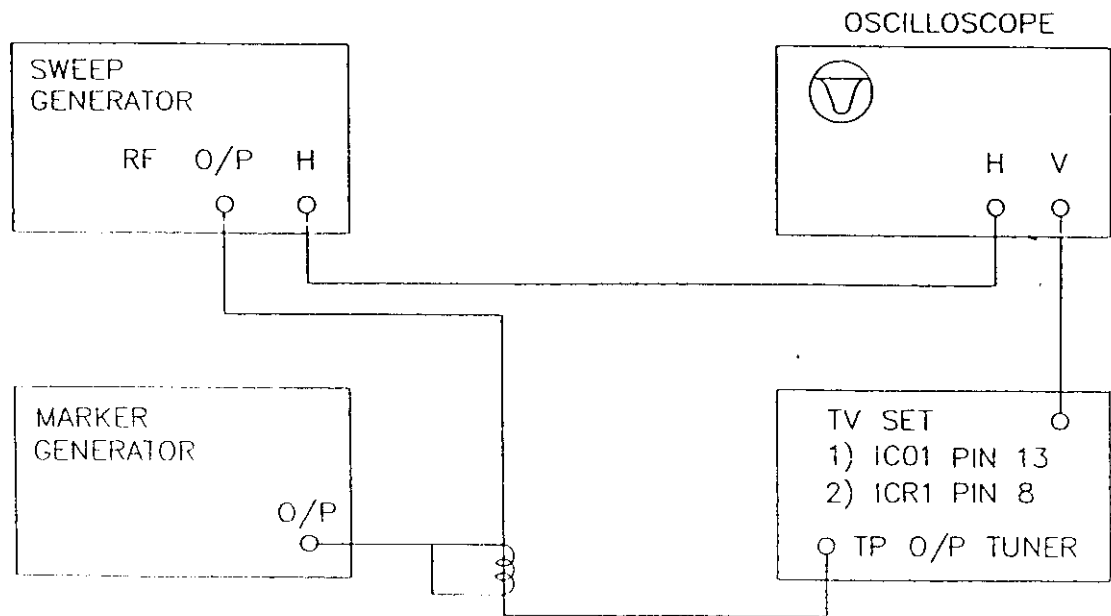 OSCILLOSCOPE
SWEEP
GENERATOR
RF O/P H
H V
MARKER
GENERATOR
O/P
TV SET
1) IC01 PIN 13
2) ICR1 PIN 8
TP O/P TUNER